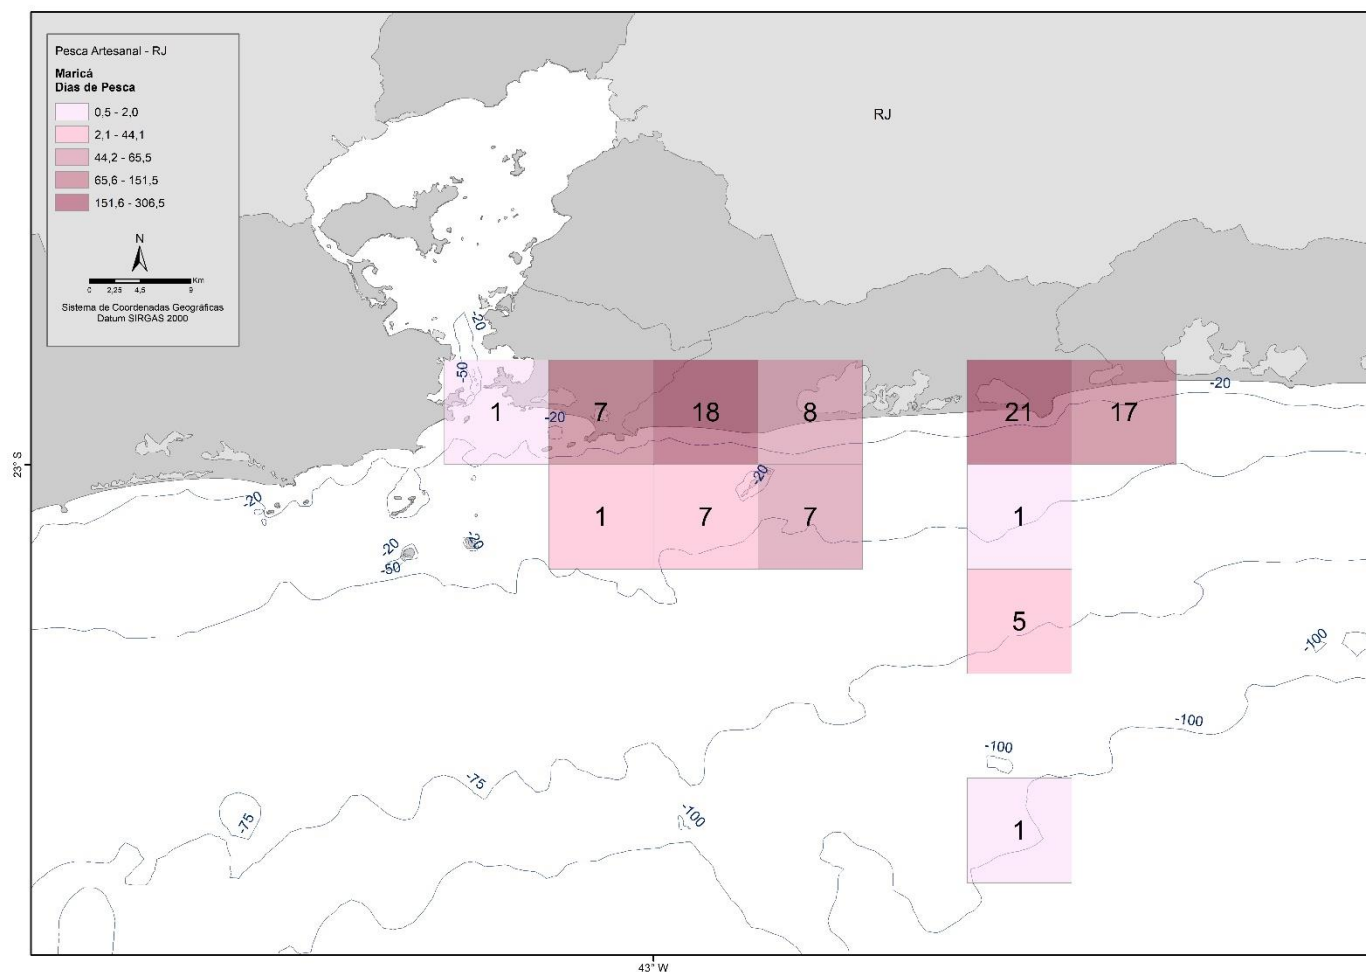 Pesca Artesanal - RJ
Maricá
Dias de Pesca
0,5 - 2,0
2,1 - 44,1
44,2 - 65,5
65,6 - 151,5
151,6 - 306,5
N
Km
0 2,25 4,5 9
Sistema de Coordenadas Geográficas
Datum SIRGAS 2000
RJ
-20
-50
-20
1
-20
7
18
8
21
17
23° S
-20
-20
1
7
7
1
-20
-20
-50
5
-100
-100
-100
-75
-75
-100
1
43° W